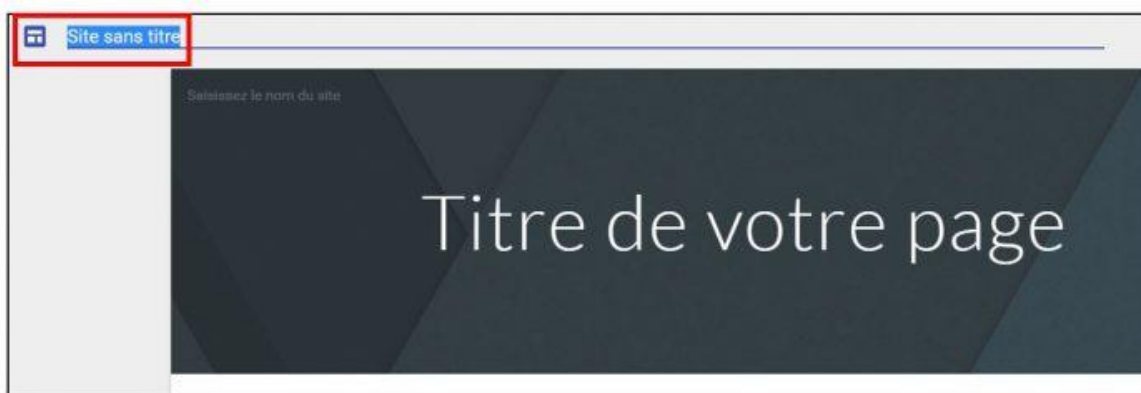 Site sans titre
Saisissez le nom du site
Titre de votre page